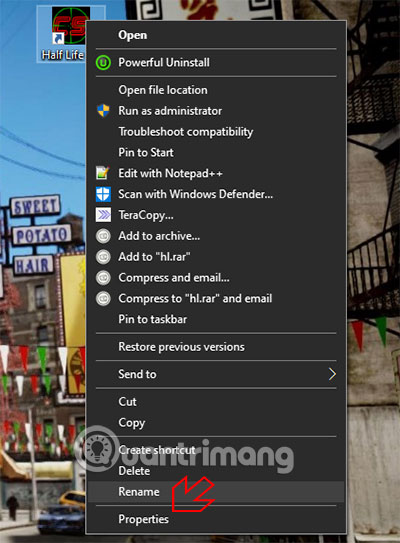 CS
Half Life
Open
Powerful Uninstall
Open file location
Run as administrator
Troubleshoot compatibility
Pin to Start
Edit with Notepad++
Scan with Windows Defender...
TeraCopy...
Add to archive...
Add to "hl.rar"
Compress and email...
Compress to "hl.rar" and email
Pin to taskbar
Restore previous versions
Send to
Cut
Copy
Create shortcut
Quantrimang
Delete
Rename
Properties
SWEET
POTATO
HAIR